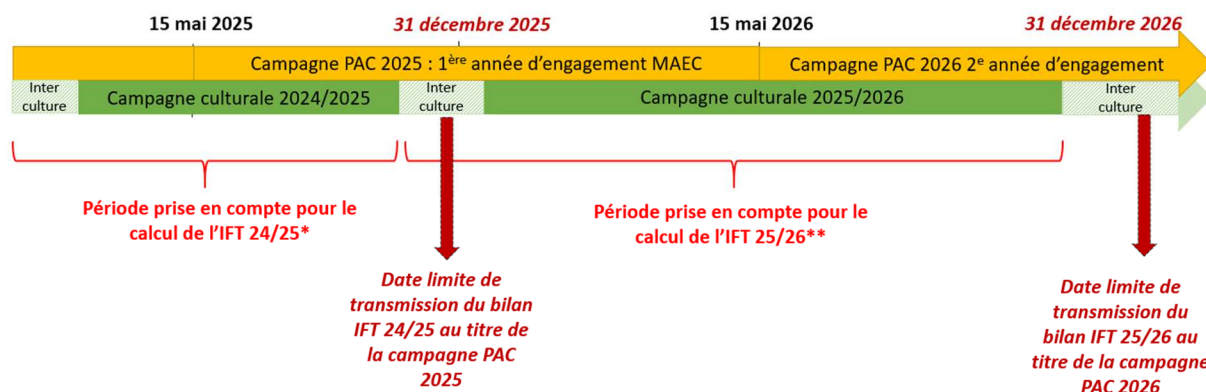 15 mai 2025
31 décembre 2025
15 mai 2026
31 décembre 2026
Campagne PAC 2025 : 1ère année d'engagement MAEC
Campagne PAC 2026 2e année d'engagement
Inter
culture
Campagne culturale 2024/2025
Inter
culture
Campagne culturale 2025/2026
Inter
culture
Période prise en compte pour le
calcul de l'IFT 24/25*
Période prise en compte pour le
calcul de l'IFT 25/26**
Date limite de
transmission du bilan
IFT 24/25 au titre de
la campagne PAC
2025
Date limite de
transmission du
bilan IFT 25/26 au
titre de la campagne
PAC 2026